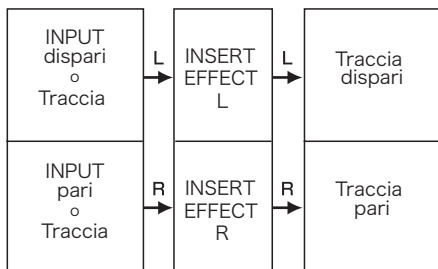 INPUT
dispari
o
Traccia
L
INSERT
EFFECT
L
L
Traccia
dispari
INPUT
pari
o
Traccia
R
INSERT
EFFECT
R
R
Traccia
pari